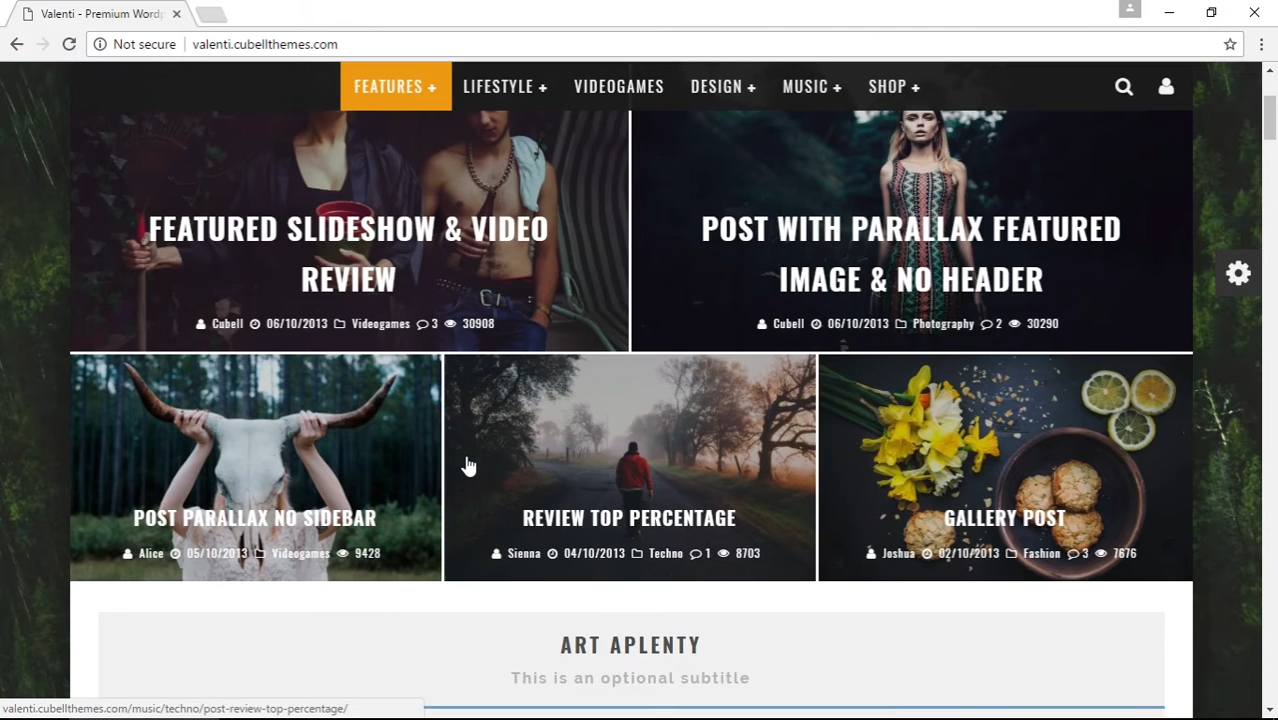 Valenti - Premium Wordp
Not secure valenti.cubellthemes.com
FEATURES + LIFESTYLE + VIDEOGAMES DESIGN + MUSIC + SHOP +
FEATURED SLIDESHOW & VIDEO
REVIEW
Cubell 06/10/2013 Videogames 3 30908
POST WITH PARALLAX FEATURED
IMAGE & NO HEADER
Cubell 06/10/2013 Photography 2 30290
POST PARALLAX NO SIDEBAR
Alice 05/10/2013 Videogames 9428
REVIEW TOP PERCENTAGE
Sienna 04/10/2013 Techno 1 8703
GALLERY POST
Joshua 02/10/2013 Fashion 3 7676
ART APLENTY
This is an optional subtitle
valenti.cubellthemes.com/music/techno/post-review-top-percentage/